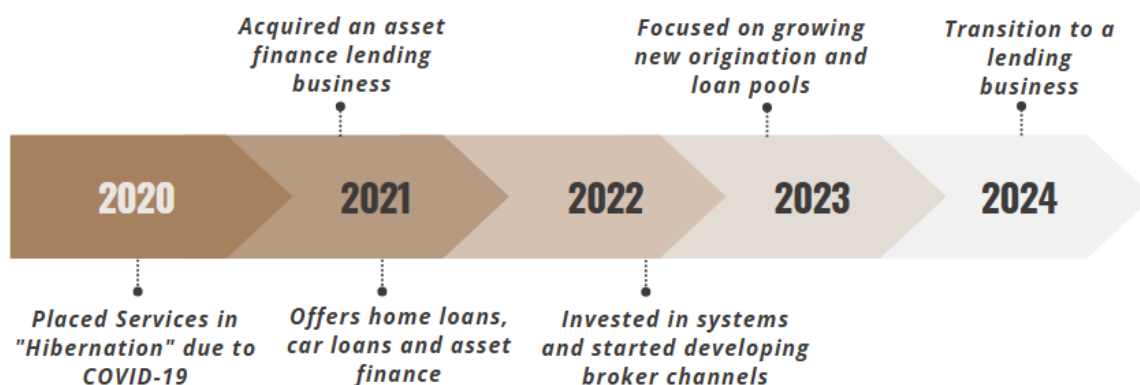 Acquired an asset
finance lending
business
Focused on growing
new origination and
loan pools
Transition to a
lending
business
2020
2021
2022
2023
2024
Placed Services in
"Hibernation" due to
COVID-19
Offers home loans,
car loans and asset
finance
Invested in systems
and started developing
broker channels